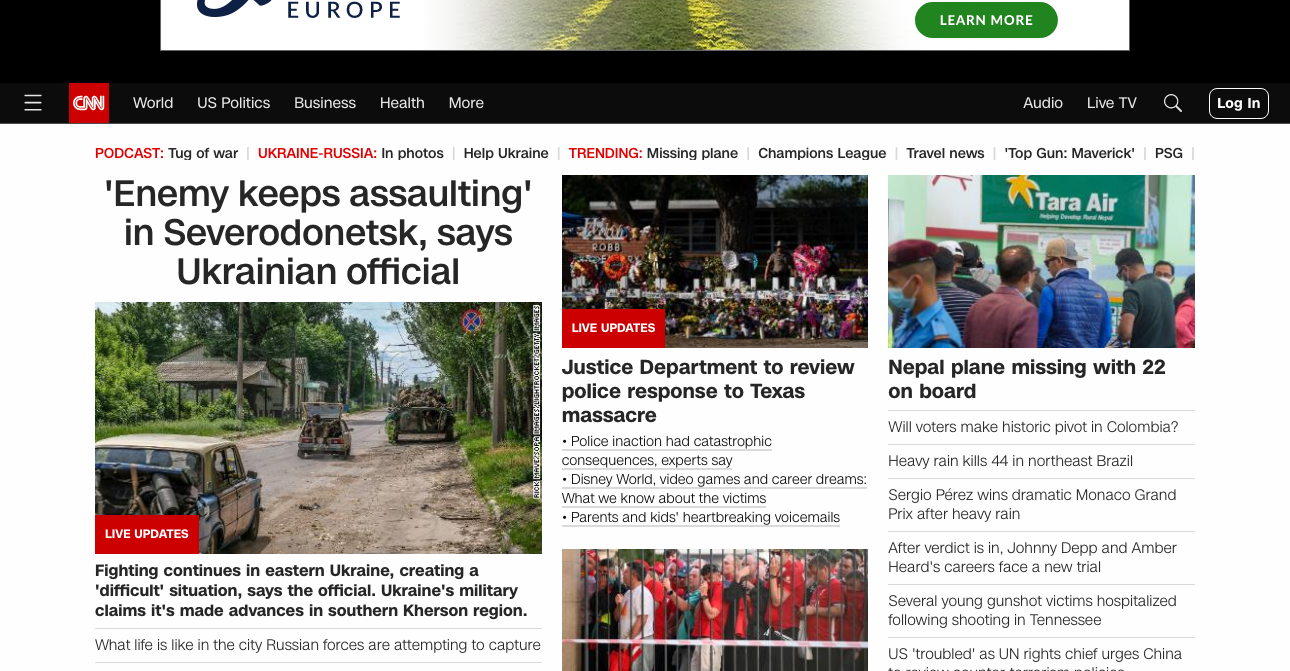 EUROPE
LEARN MORE
CNN
World
US Politics
Business
Health
More
Audio
Live TV
Log In
PODCAST: Tug of war
UKRAINE-RUSSIA: In photos
Help Ukraine
TRENDING: Missing plane
Champions League
Travel news
'Top Gun: Maverick'
PSG
'Enemy keeps assaulting'
in Severodonetsk, says
Ukrainian official
RICK MAVE/SOPA IMAGES/LIGHTROCKET/GETTY IMAGES
LIVE UPDATES
Fighting continues in eastern Ukraine, creating a
'difficult' situation, says the official. Ukraine's military
claims it's made advances in southern Kherson region.
What life is like in the city Russian forces are attempting to capture
ROBB
LIVE UPDATES
Justice Department to review
police response to Texas
massacre
• Police inaction had catastrophic
consequences, experts say
• Disney World, video games and career dreams:
What we know about the victims
• Parents and kids' heartbreaking voicemails
Tara Air
Helping Develop Rural Nepal
Nepal plane missing with 22
on board
Will voters make historic pivot in Colombia?
Heavy rain kills 44 in northeast Brazil
Sergio Pérez wins dramatic Monaco Grand
Prix after heavy rain
After verdict is in, Johnny Depp and Amber
Heard's careers face a new trial
Several young gunshot victims hospitalized
following shooting in Tennessee
US 'troubled' as UN rights chief urges China
to review counter-terrorism policies